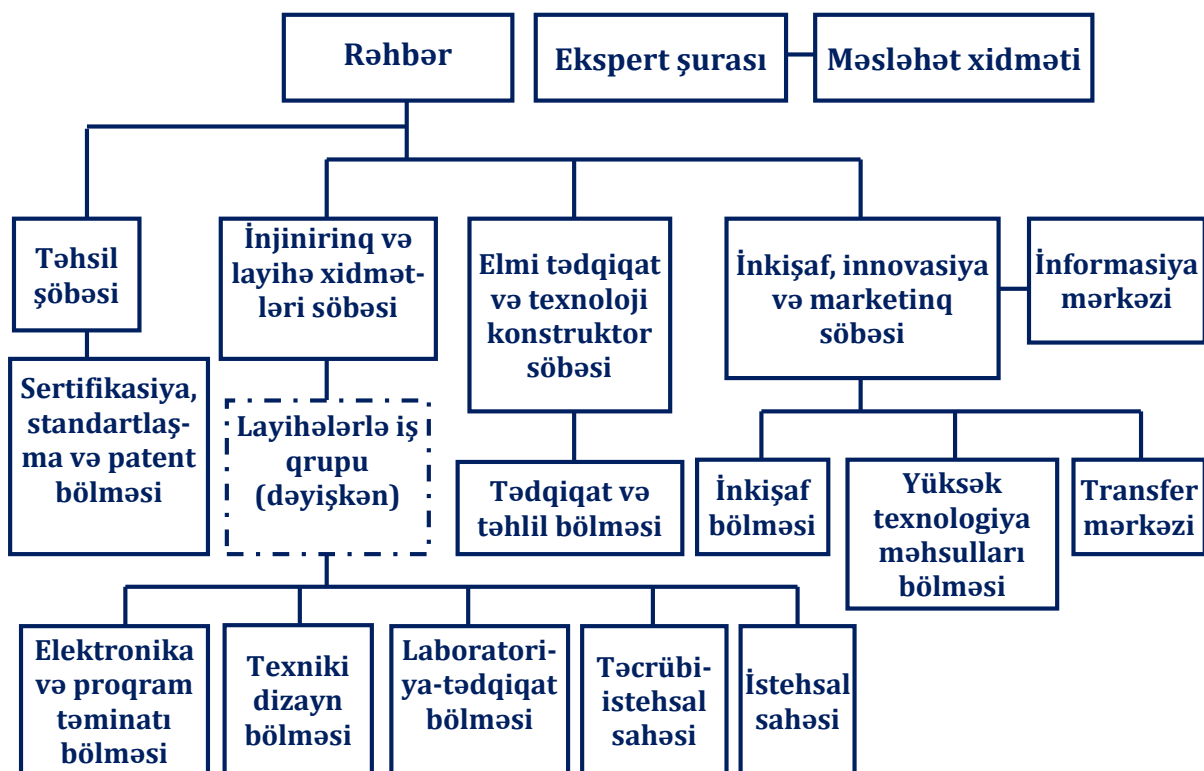 Rəhbər
Ekspert şurası
Məsləhət xidməti
Təhsil
şöbəsi
İnjinirinq və
layihə xidmət-
ləri söbəsi
Elmi tədqiqat
və texnoloji
konstruktor
söbəsi
İnkişaf, innovasiya
və marketinq
söbəsi
İnformasiya
mərkəzi
Sertifikasiya,
standartlaş-
ma və patent
bölməsi
Layihələrlə iş
qrupu
(dəyişkən)
Tədqiqat və
təhlil bölməsi
İnkişaf
bölməsi
Yüksək
texnologiya
məhsulları
bölməsi
Transfer
mərkəzi
Elektronika
və proqram
təminatı
bölməsi
Texniki
dizayn
bölməsi
Laboratori-
ya-tədqiqat
bölməsi
Təcrübi-
istehsal
sahəsi
İstehsal
sahəsi